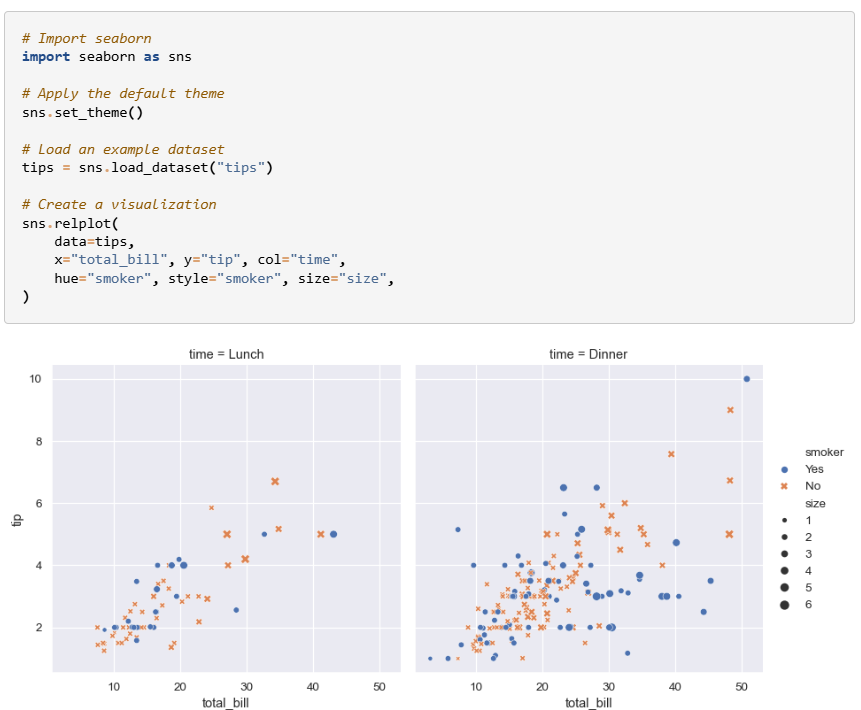 # Import seaborn
import seaborn as sns
# Apply the default theme
sns.set_theme()
# Load an example dataset
tips = sns.load_dataset("tips")
# Create a visualization
sns.relplot(
    data=tips,
    x="total_bill", y="tip", col="time",
    hue="smoker", style="smoker", size="size",
)
time = Lunch
time = Dinner
10
8
6
4
2
tip
10 20 30 40 50
total_bill
10 20 30 40 50
total_bill
smoker
Yes
No
size
1
2
3
4
5
6